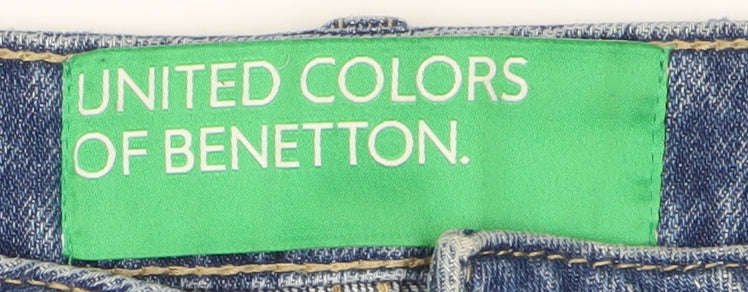 UNITED COLORS
OF BENETTON.